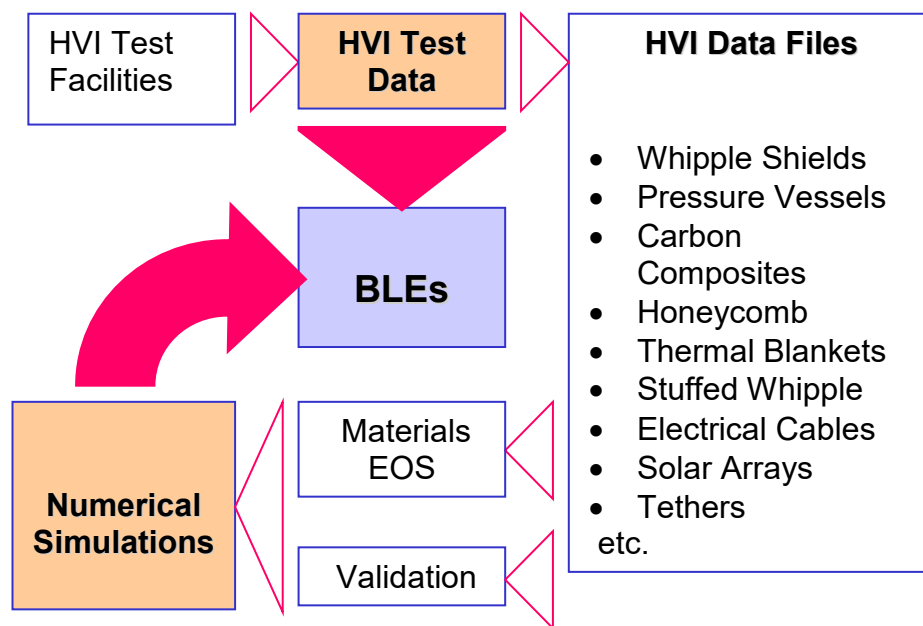 HVI Test
Facilities
HVI Test
Data
HVI Data Files
• Whipple Shields
• Pressure Vessels
• Carbon
Composites
• Honeycomb
• Thermal Blankets
• Stuffed Whipple
• Electrical Cables
• Solar Arrays
• Tethers
etc.
BLEs
Materials
EOS
Numerical
Simulations
Validation